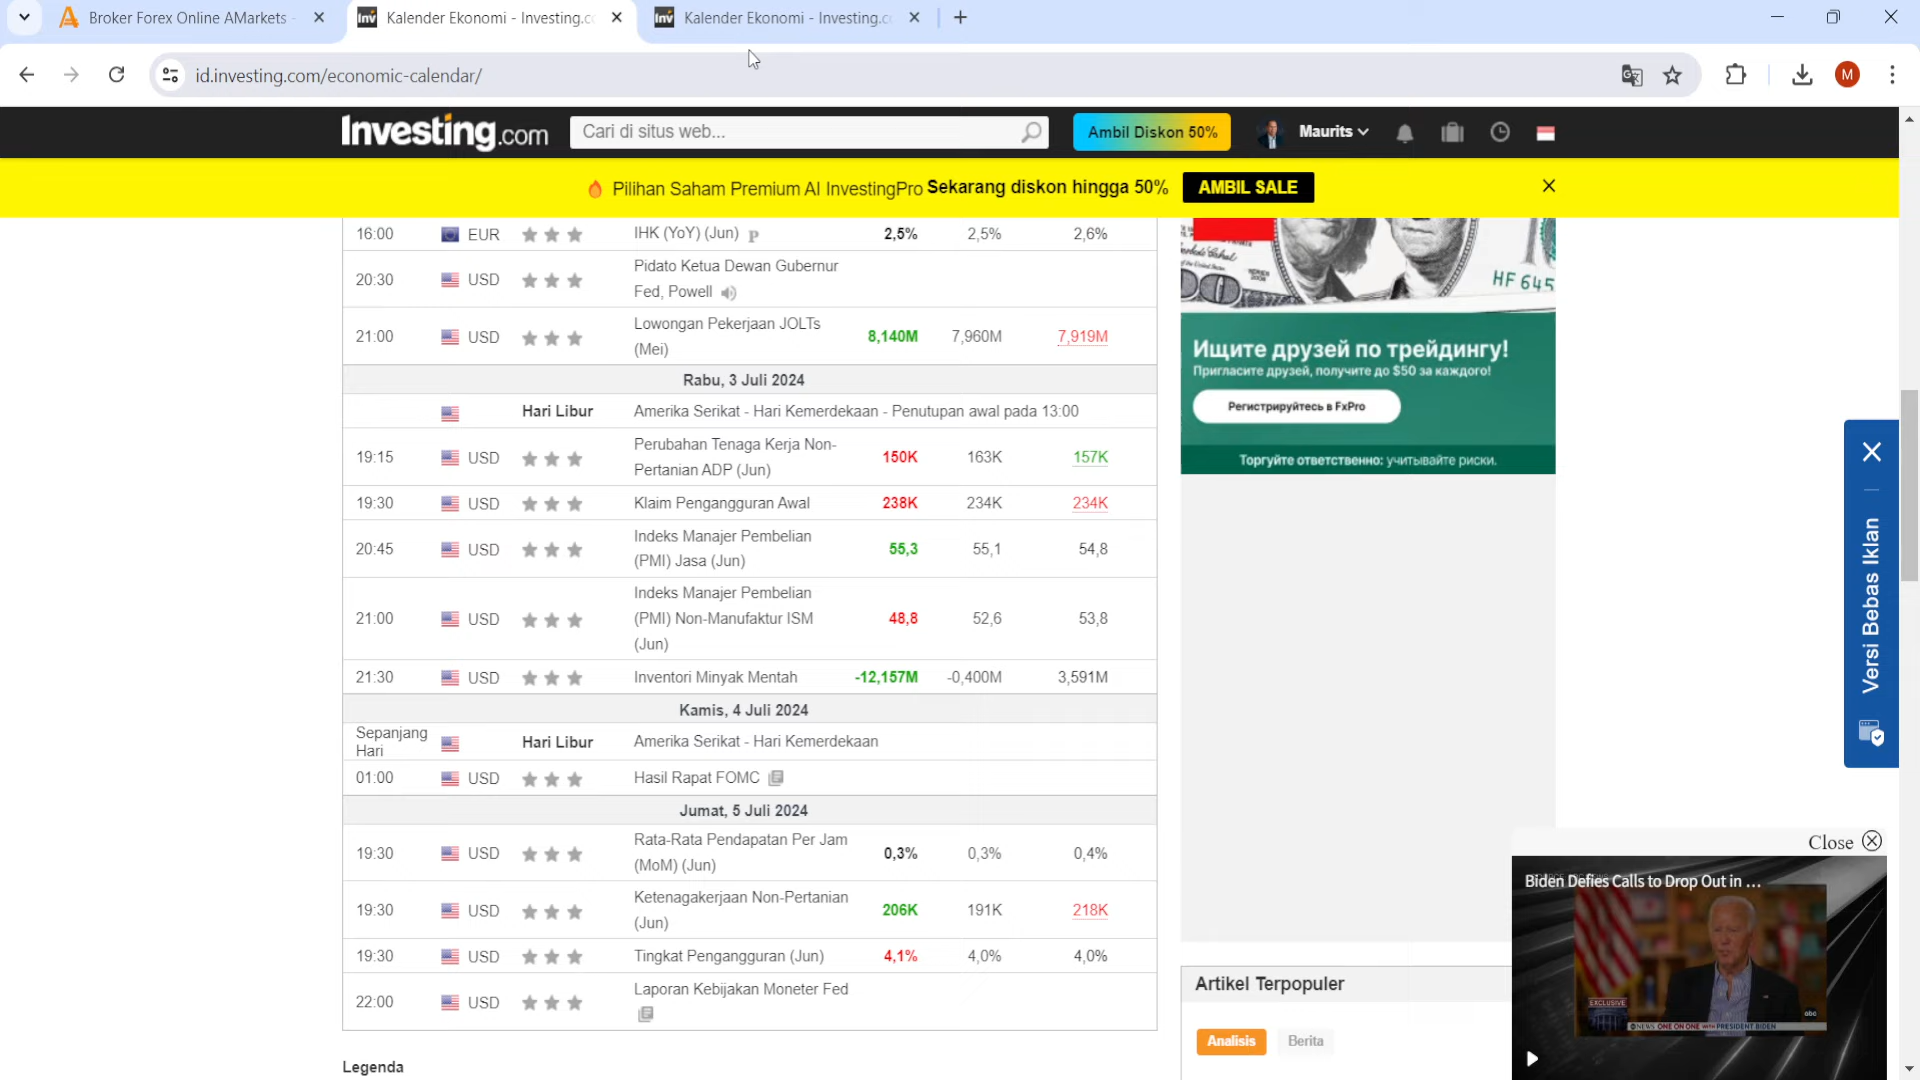 Broker Forex Online AMarkets -
Kalender Ekonomi - Investing.c
Kalender Ekonomi - Investing.c
id.investing.com/economic-calendar/
M
Investing.com
Cari di situs web...
Ambil Diskon 50%
Maurits
Pilihan Saham Premium AI InvestingPro Sekarang diskon hingga 50%
AMBIL SALE
16:00 EUR IHK (YoY) (Jun) P 2,5% 2,5% 2,6%
20:30 USD Pidato Ketua Dewan Gubernur
Fed, Powell
21:00 USD Lowongan Pekerjaan JOLTs
(Mei) 8,140M 7,960M 7,919M
Rabu, 3 Juli 2024
Hari Libur Amerika Serikat - Hari Kemerdekaan - Penutupan awal pada 13:00
19:15 USD Perubahan Tenaga Kerja Non-
Pertanian ADP (Jun) 150K 163K 157K
19:30 USD Klaim Pengangguran Awal 238K 234K 234K
20:45 USD Indeks Manajer Pembelian
(PMI) Jasa (Jun) 55,3 55,1 54,8
21:00 USD Indeks Manajer Pembelian
(PMI) Non-Manufaktur ISM
(Jun) 48,8 52,6 53,8
21:30 USD Inventori Minyak Mentah -12,157M -0,400M 3,591M
Kamis, 4 Juli 2024
Sepanjang
Hari Hari Libur Amerika Serikat - Hari Kemerdekaan
01:00 USD Hasil Rapat FOMC
Jumat, 5 Juli 2024
19:30 USD Rata-Rata Pendapatan Per Jam
(MoM) (Jun) 0,3% 0,3% 0,4%
19:30 USD Ketenagakerjaan Non-Pertanian
(Jun) 206K 191K 218K
19:30 USD Tingkat Pengangguran (Jun) 4,1% 4,0% 4,0%
22:00 USD Laporan Kebijakan Moneter Fed
Legenda
HF 645
Ищите друзей по трейдингу!
Пригласите друзей, получите до $50 за каждого!
Регистрируйтесь в FxPro
Торгуйте ответственно: учитывайте риски.
Versi Bebas Iklan
Artikel Terpopuler
Analisis
Berita
Close
Biden Defies Calls to Drop Out in ...
EXCLUSIVE
abc
NEWS ONE ON ONE WITH PRESIDENT BIDEN